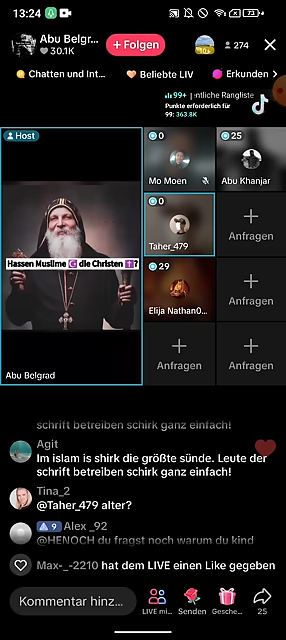 13:35
Abu Belgr...
30.1K
+ Folgen
274
Chatten und Int...
Beliebte LIV
Erkunden
99+ | ntliche Rangliste
Punkte erforderlich für
99: 363.8K
Host
Hassen Muslime die Christen ?
Abu Belgrad
0
Mo Moen
25
Abu Khanjar
0
Taher_479
Anfragen
29
Elija Nathan0...
Anfragen
Anfragen
Anfragen
schrift betreiben schirk ganz einfach!
Agit
Im islam is shirk die größte sünde. Leute der
schrift betreiben schirk ganz einfach!
Tina_2
@Taher_479 alter?
9 Alex _92
@HENOCH du fragst noch warum du kind
Max-_-2210 hat dem LIVE einen Like gegeben
Kommentar hinz...
LIVE mi...
Senden
Gesche...
25